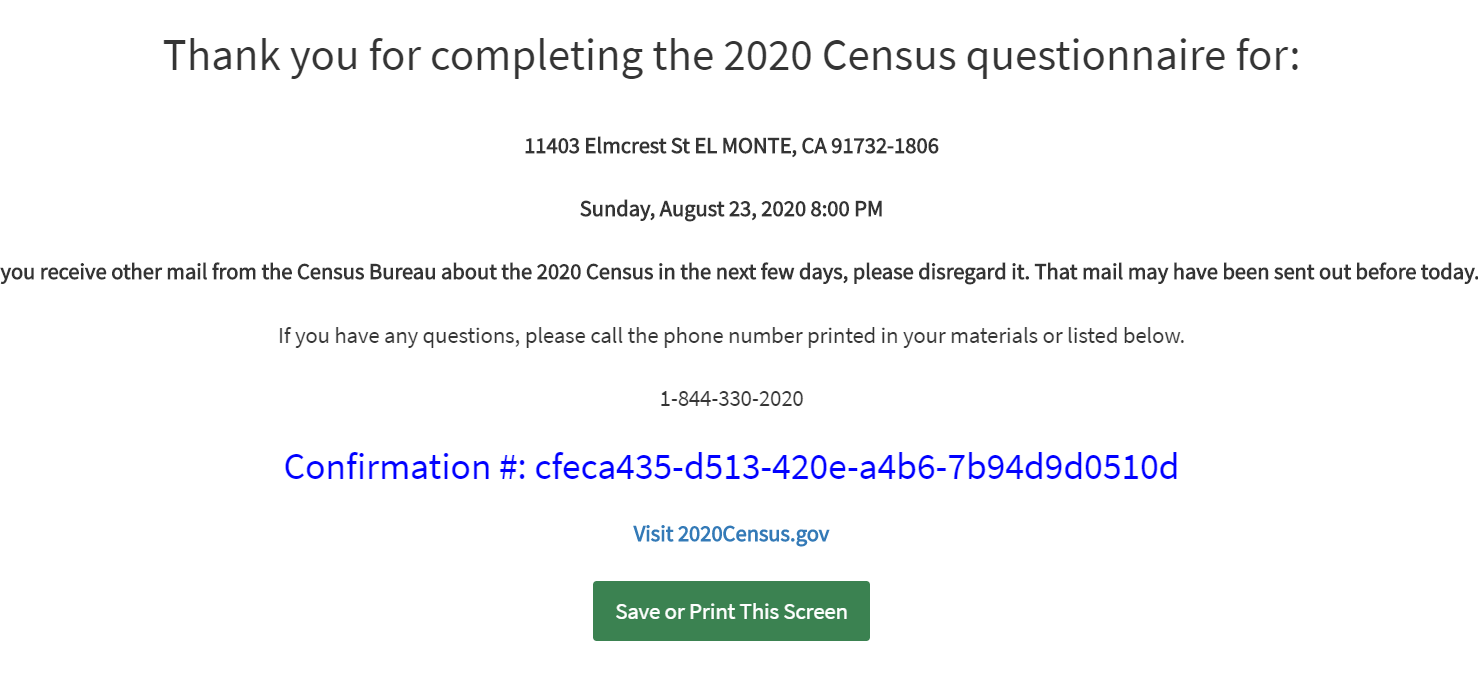 Thank you for completing the 2020 Census questionnaire for:
11403 Elmcrest St EL MONTE, CA 91732-1806
Sunday, August 23, 2020 8:00 PM
you receive other mail from the Census Bureau about the 2020 Census in the next few days, please disregard it. That mail may have been sent out before today.
If you have any questions, please call the phone number printed in your materials or listed below.
1-844-330-2020
Confirmation #: cfeca435-d513-420e-a4b6-7b94d9d0510d
Visit 2020Census.gov
Save or Print This Screen